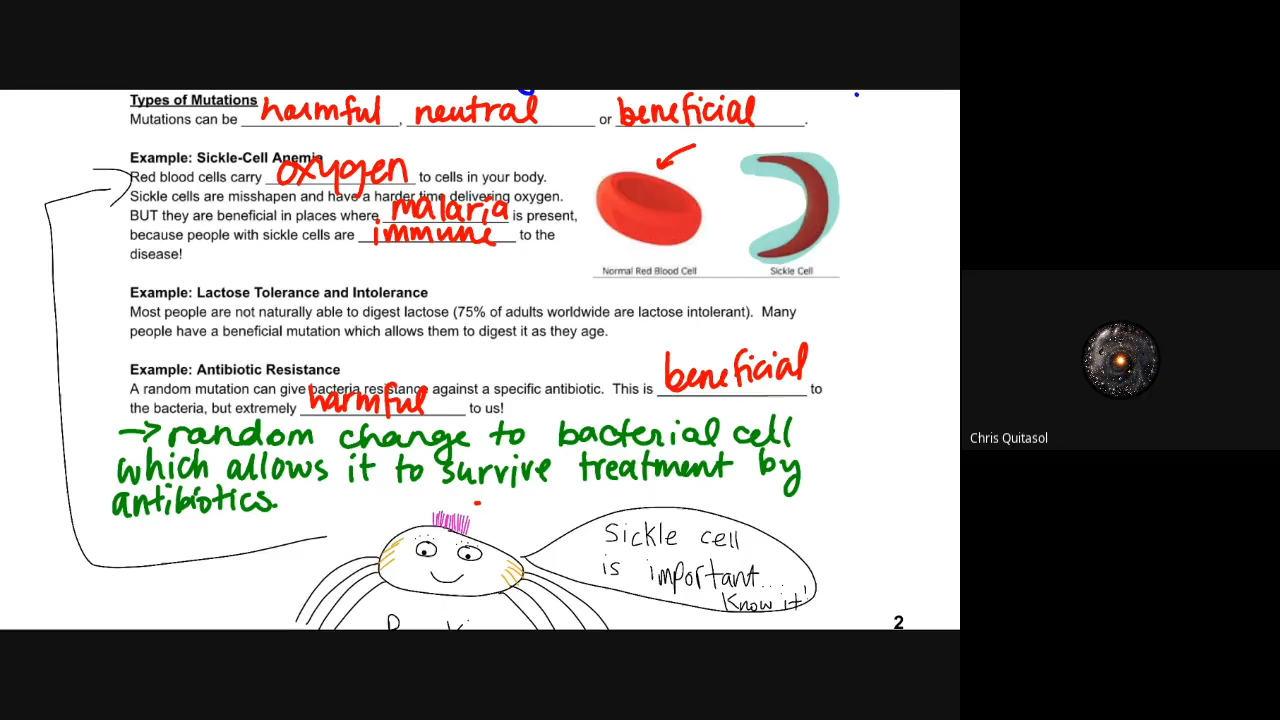 Types of Mutations
Mutations can be harmful, neutral or beneficial.
Example: Sickle-Cell Anemia
Red blood cells carry oxygen to cells in your body.
Sickle cells are misshapen and have a harder time delivering oxygen.
BUT they are beneficial in places where malaria is present,
because people with sickle cells are immune to the
disease!
Normal Red Blood Cell
Sickle Cell
Example: Lactose Tolerance and Intolerance
Most people are not naturally able to digest lactose (75% of adults worldwide are lactose intolerant). Many
people have a beneficial mutation which allows them to digest it as they age.
Example: Antibiotic Resistance
A random mutation can give bacteria resistance against a specific antibiotic. This is beneficial to
the bacteria, but extremely harmful to us!
→ random change to bacterial cell
which allows it to survive treatment by
antibiotics.
Sickle cell
is important...
Know it!
2
Chris Quitasol